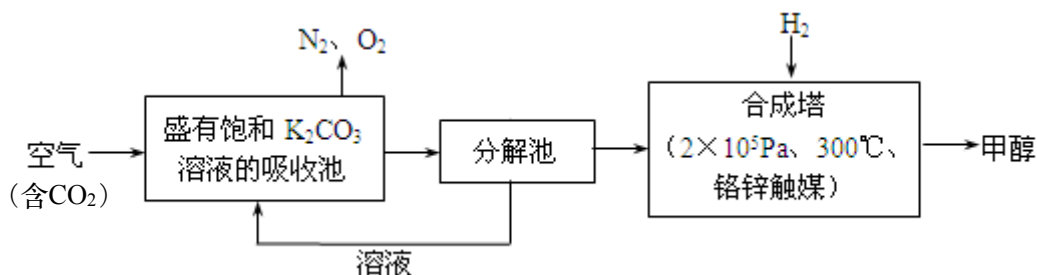 N₂、O₂
H₂
空气
(含CO₂)
盛有饱和 K₂CO₃
溶液的吸收池
分解池
合成塔
(2×10⁵Pa、300℃、
铬锌触媒)
甲醇
溶液